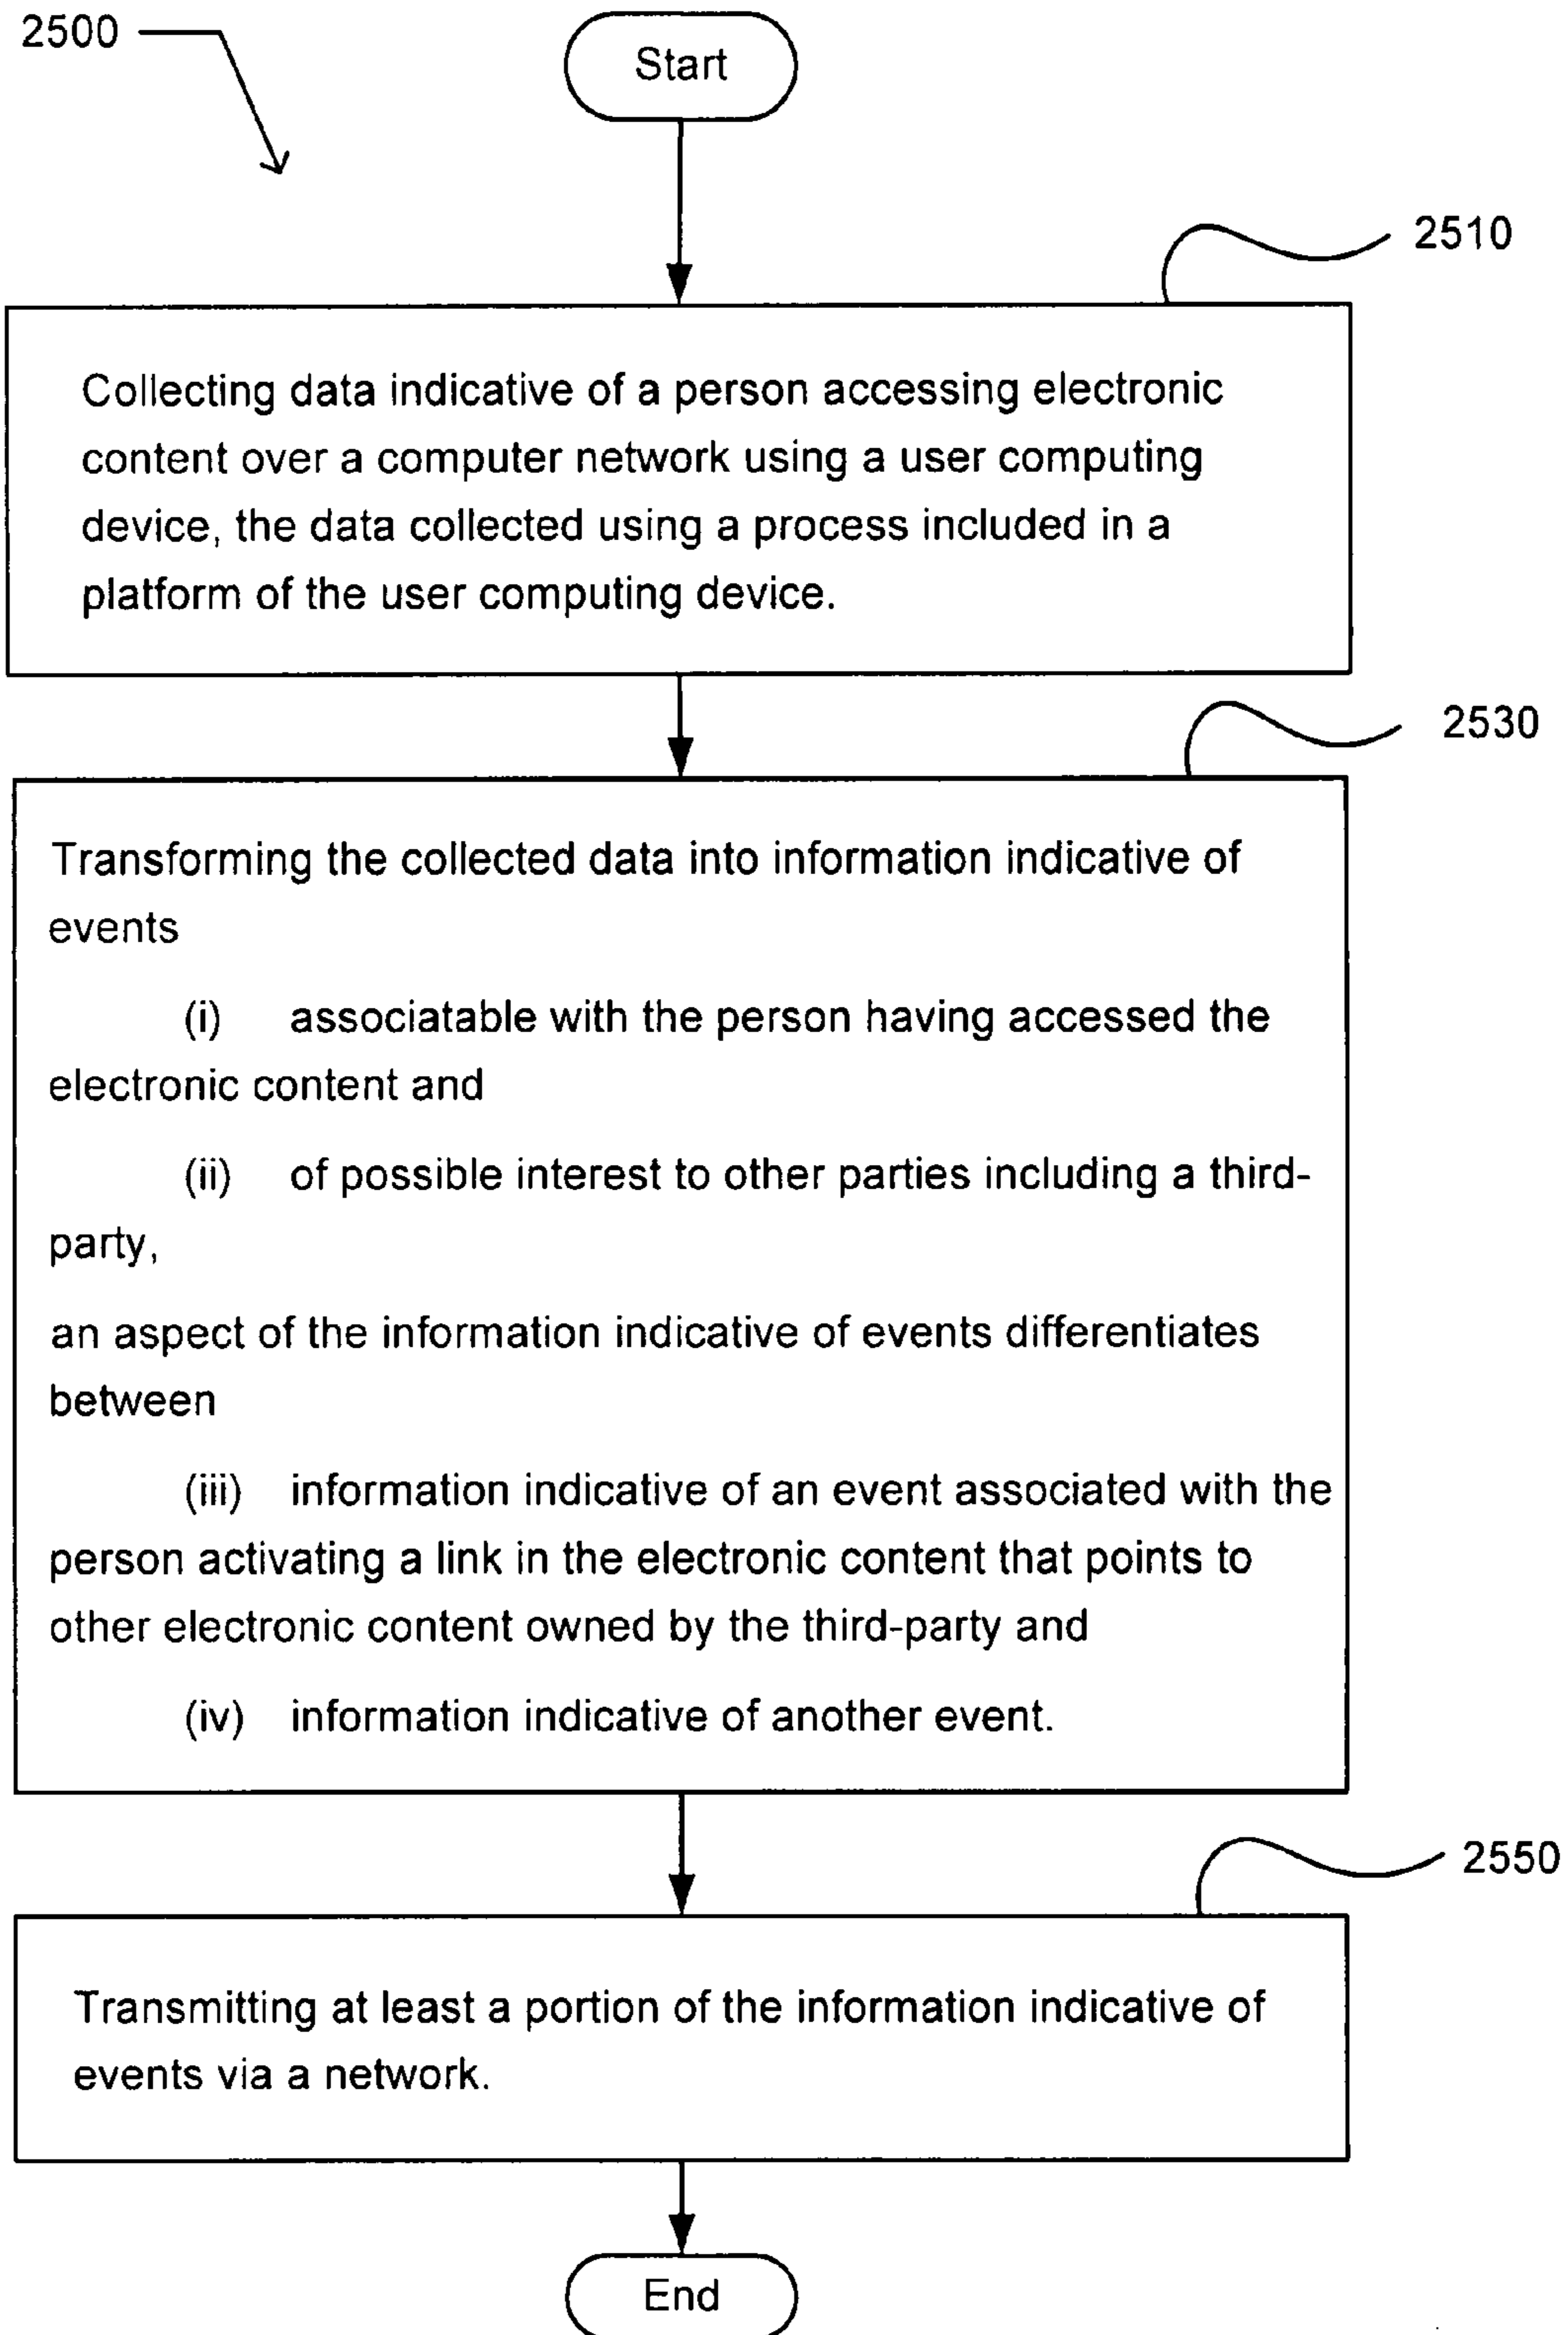 2500
Start
2510
Collecting data indicative of a person accessing electronic
content over a computer network using a user computing
device, the data collected using a process included in a
platform of the user computing device.
2530
Transforming the collected data into information indicative of
events
(i) associatable with the person having accessed the
electronic content and
(ii) of possible interest to other parties including a third-
party,
an aspect of the information indicative of events differentiates
between
(iii) information indicative of an event associated with the
person activating a link in the electronic content that points to
other electronic content owned by the third-party and
(iv) information indicative of another event.
2550
Transmitting at least a portion of the information indicative of
events via a network.
End